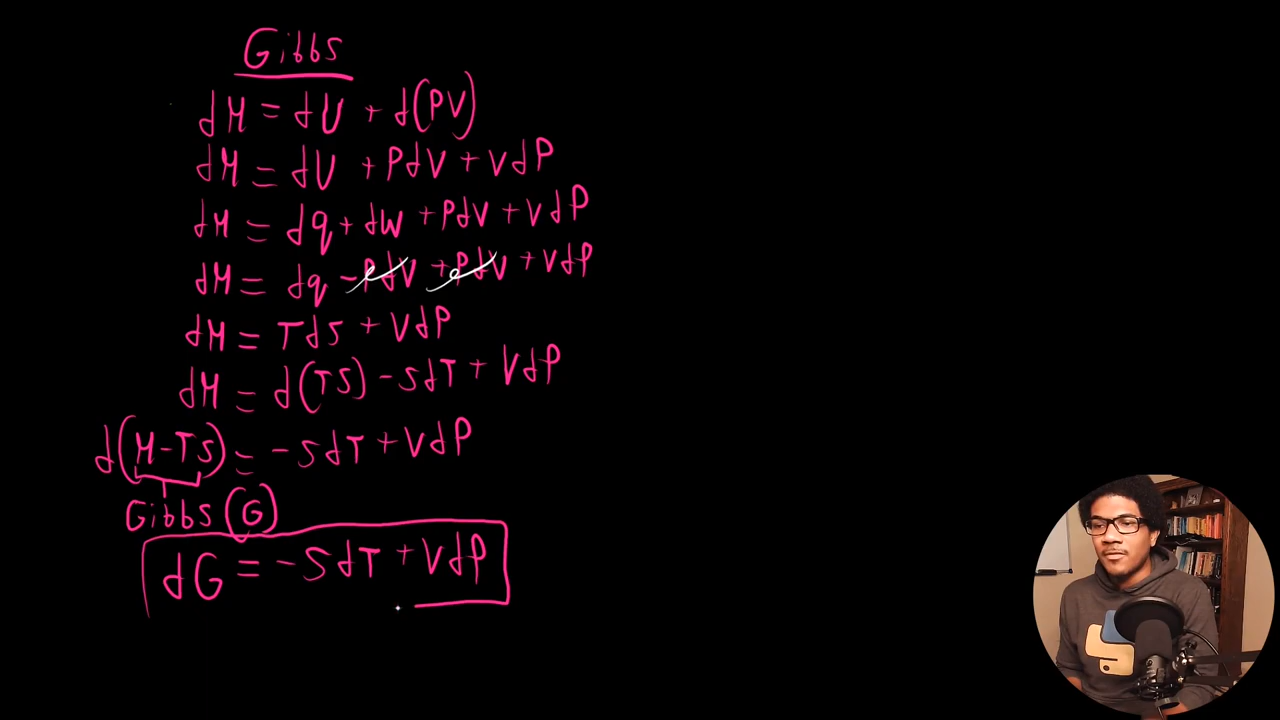 Gibbs
dH = dU + d(PV)
dH = dU + PdV + VdP
dH = dq + dw + PdV + VdP
dH = dq - PdV + PdV + VdP
dH = TdS + VdP
dH = d(TS) - SdT + VdP
d(H-TS) = -SdT + VdP
Gibbs (G)
dG = -SdT + VdP